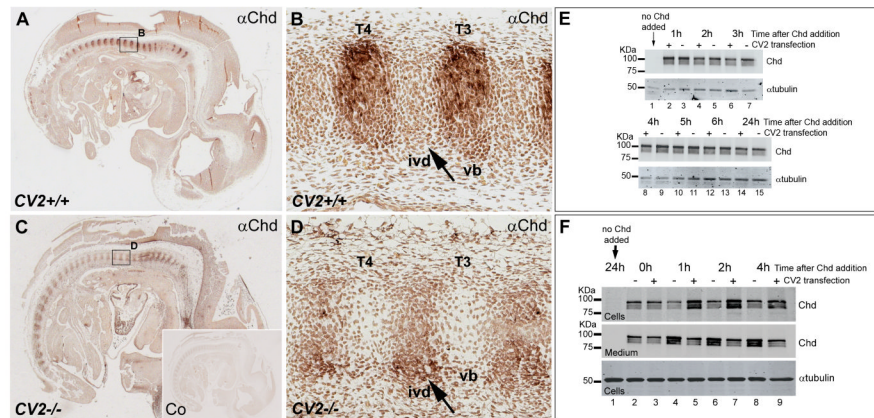 A
αChd
B
CV2+/+
B
αChd
T4
T3
ivd
vb
CV2+/+
C
αChd
D
CV2-/-
Co
D
αChd
T4
T3
ivd
vb
CV2-/-
E
no Chd
added
1h 2h 3h Time after Chd addition
+ - + - + - CV2 transfection
KDa
100
75
Chd
50
αtubulin
1 2 3 4 5 6 7
4h 5h 6h 24h Time after Chd addition
+ - + - + - + - CV2 transfection
KDa
100
75
Chd
50
αtubulin
8 9 10 11 12 13 14 15
F
no Chd
added
24h 0h 1h 2h 4h Time after Chd addition
- + - + - + - + CV2 transfection
KDa
100
75
Chd
Cells
100
75
Chd
Medium
50
αtubulin
Cells
1 2 3 4 5 6 7 8 9